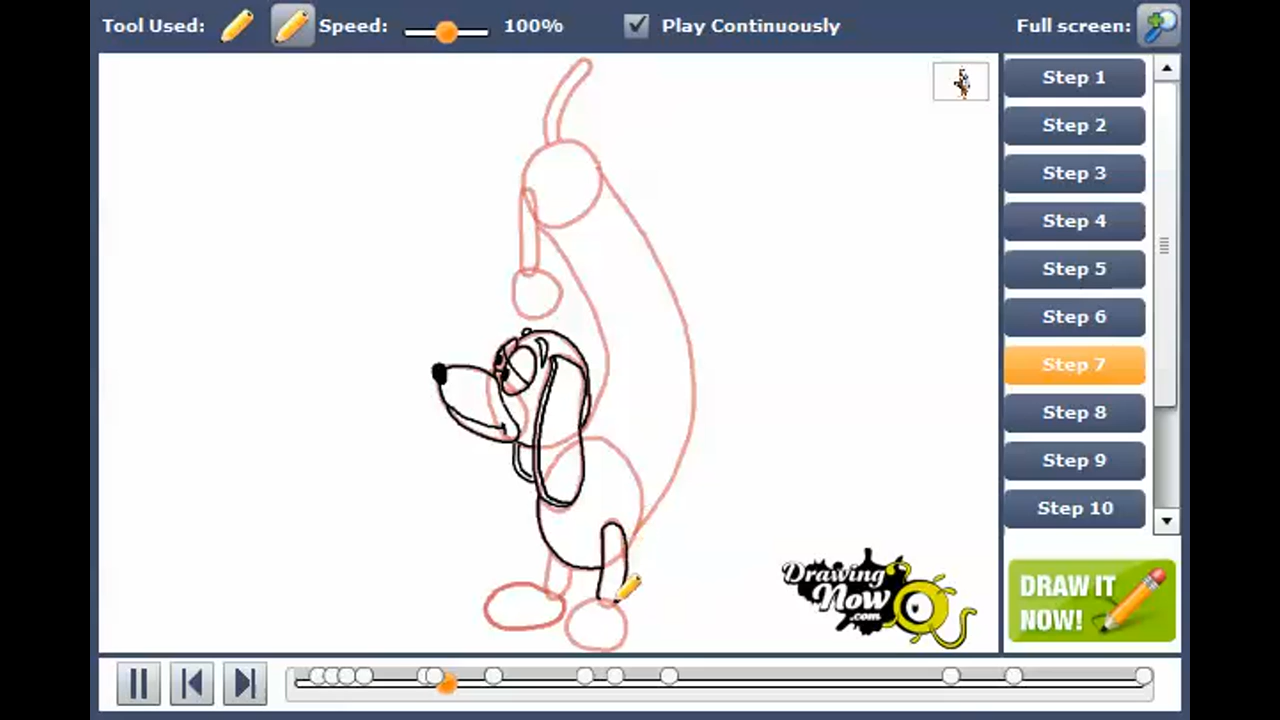 Tool Used:
Speed:
100%
Play Continuously
Full screen:
Step 1
Step 2
Step 3
Step 4
Step 5
Step 6
Step 7
Step 8
Step 9
Step 10
Drawing
Now
.com
DRAW IT
NOW!